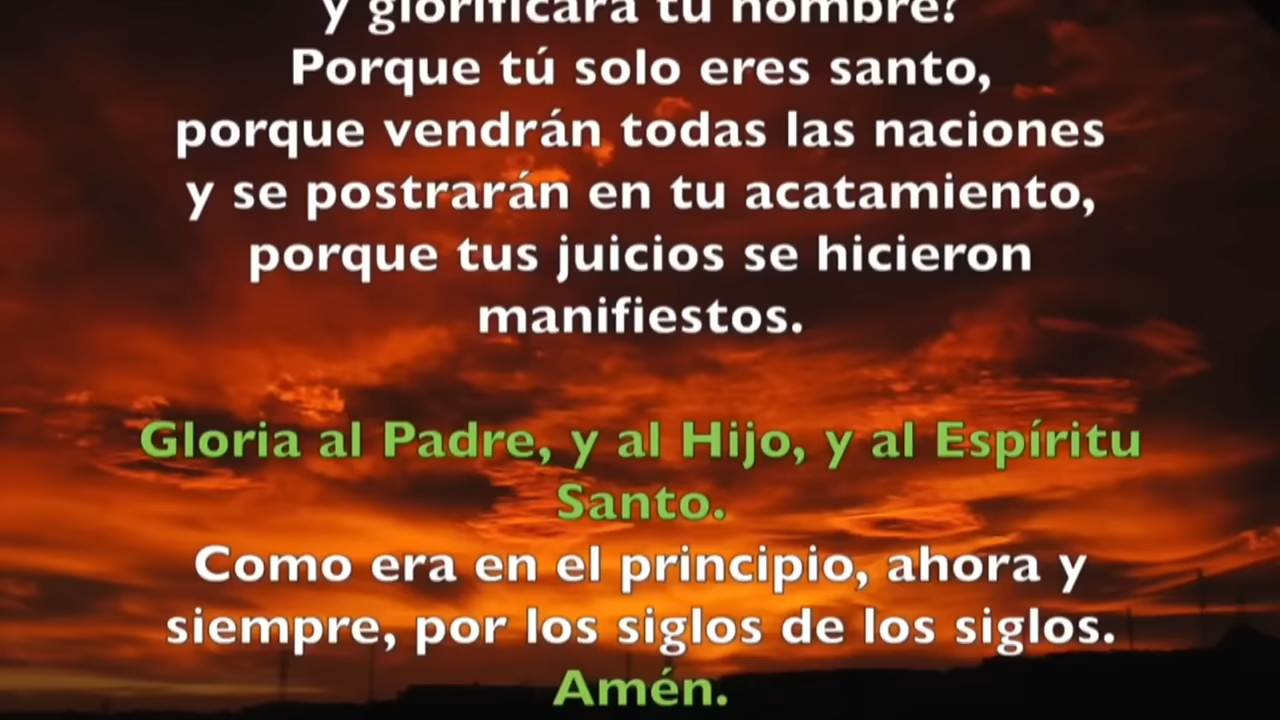 y glorificará tu nombre?
Porque tú solo eres santo,
porque vendrán todas las naciones
y se postrarán en tu acatamiento,
porque tus juicios se hicieron
manifiestos.
Gloria al Padre, y al Hijo, y al Espíritu
Santo.
Como era en el principio, ahora y
siempre, por los siglos de los siglos.
Amén.